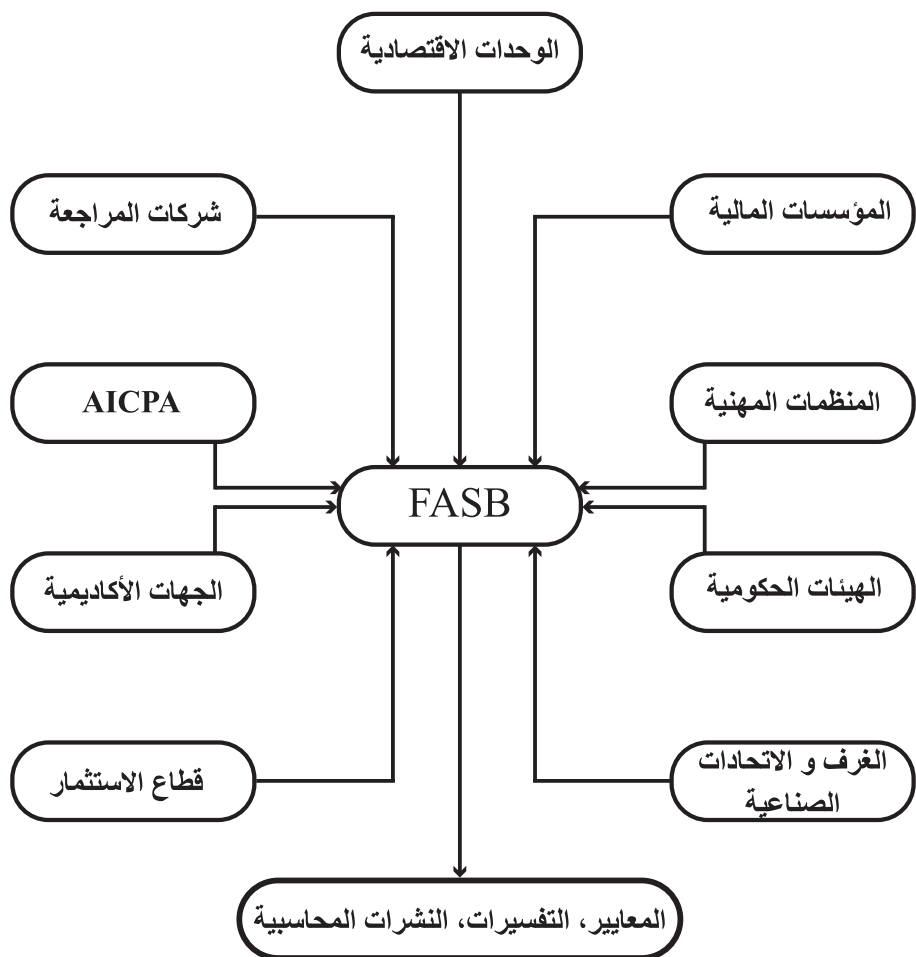 الوحدات الاقتصادية
المؤسسات المالية
شركات المراجعة
المنظمات المهنية
AICPA
FASB
الهيئات الحكومية
الجهات الأكاديمية
الغرف و الاتحادات
الصناعية
قطاع الاستثمار
المعايير، التفسيرات، النشرات المحاسبية